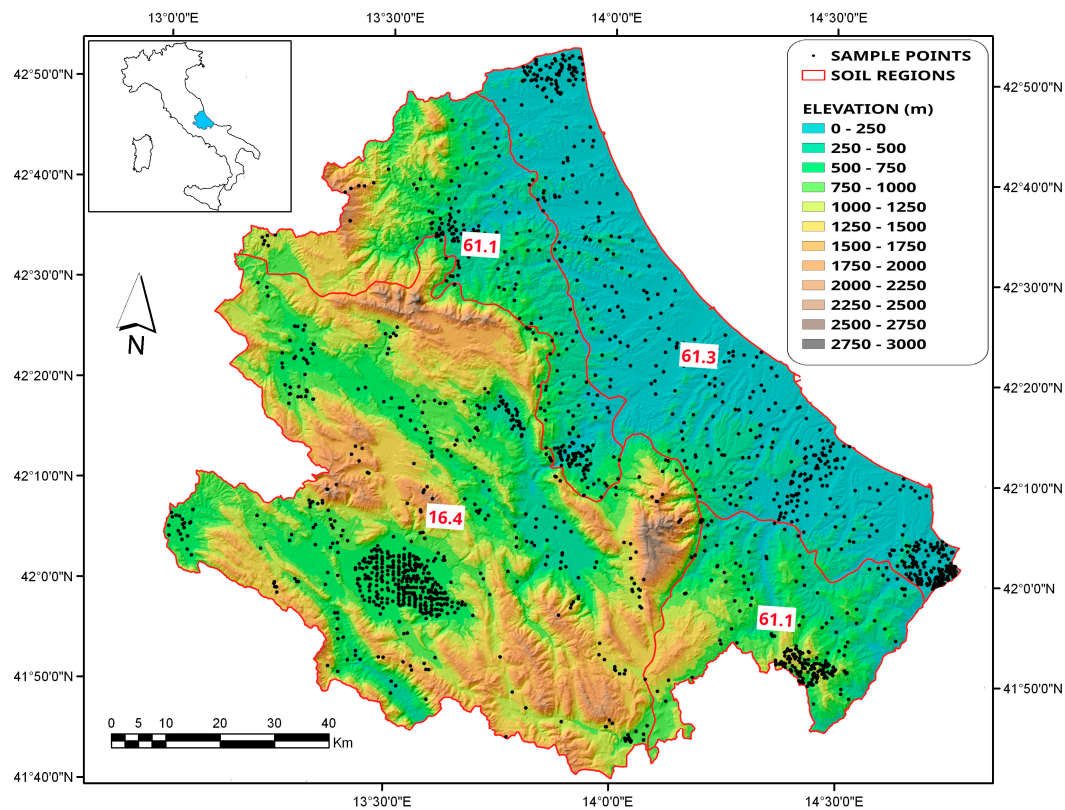 13°0'0"E 13°30'0"E 14°0'0"E 14°30'0"E
42°50'0"N
42°40'0"N
42°30'0"N
42°20'0"N
42°10'0"N
42°0'0"N
41°50'0"N
41°40'0"N
N
61.1
61.3
16.4
61.1
SAMPLE POINTS
SOIL REGIONS
ELEVATION (m)
0 - 250
250 - 500
500 - 750
750 - 1000
1000 - 1250
1250 - 1500
1500 - 1750
1750 - 2000
2000 - 2250
2250 - 2500
2500 - 2750
2750 - 3000
42°50'0"N
42°40'0"N
42°30'0"N
42°20'0"N
42°10'0"N
42°0'0"N
41°50'0"N
0 5 10 20 30 40
Km
13°30'0"E 14°0'0"E 14°30'0"E